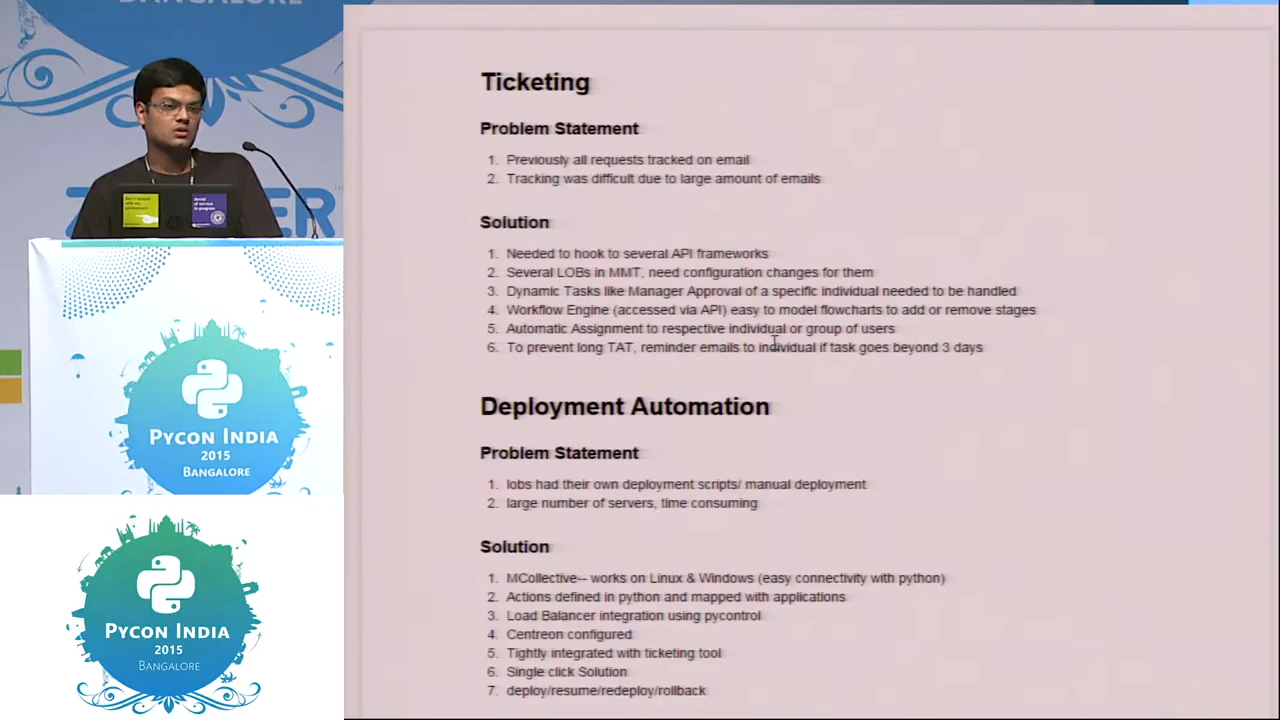 BANGALORE
ER
PYCON INDIA
2015
BANGALORE
PYCON INDIA
2015
BANGALORE
Ticketing
Problem Statement
1. Previously all requests tracked on email
2. Tracking was difficult due to large amount of emails
Solution
1. Needed to hook to several API frameworks
2. Several LOBs in MMT, need configuration changes for them
3. Dynamic Tasks like Manager Approval of a specific individual needed to be handled
4. Workflow Engine (accessed via API) easy to model flowcharts to add or remove stages
5. Automatic Assignment to respective individual or group of users
6. To prevent long TAT, reminder emails to individual if task goes beyond 3 days
Deployment Automation
Problem Statement
1. lobs had their own deployment scripts/ manual deployment
2. large number of servers, time consuming
Solution
1. MCollective-- works on Linux & Windows (easy connectivity with python)
2. Actions defined in python and mapped with applications
3. Load Balancer integration using pycontrol
4. Centreon configured
5. Tightly integrated with ticketing tool
6. Single click Solution
7. deploy/resume/redeploy/rollback